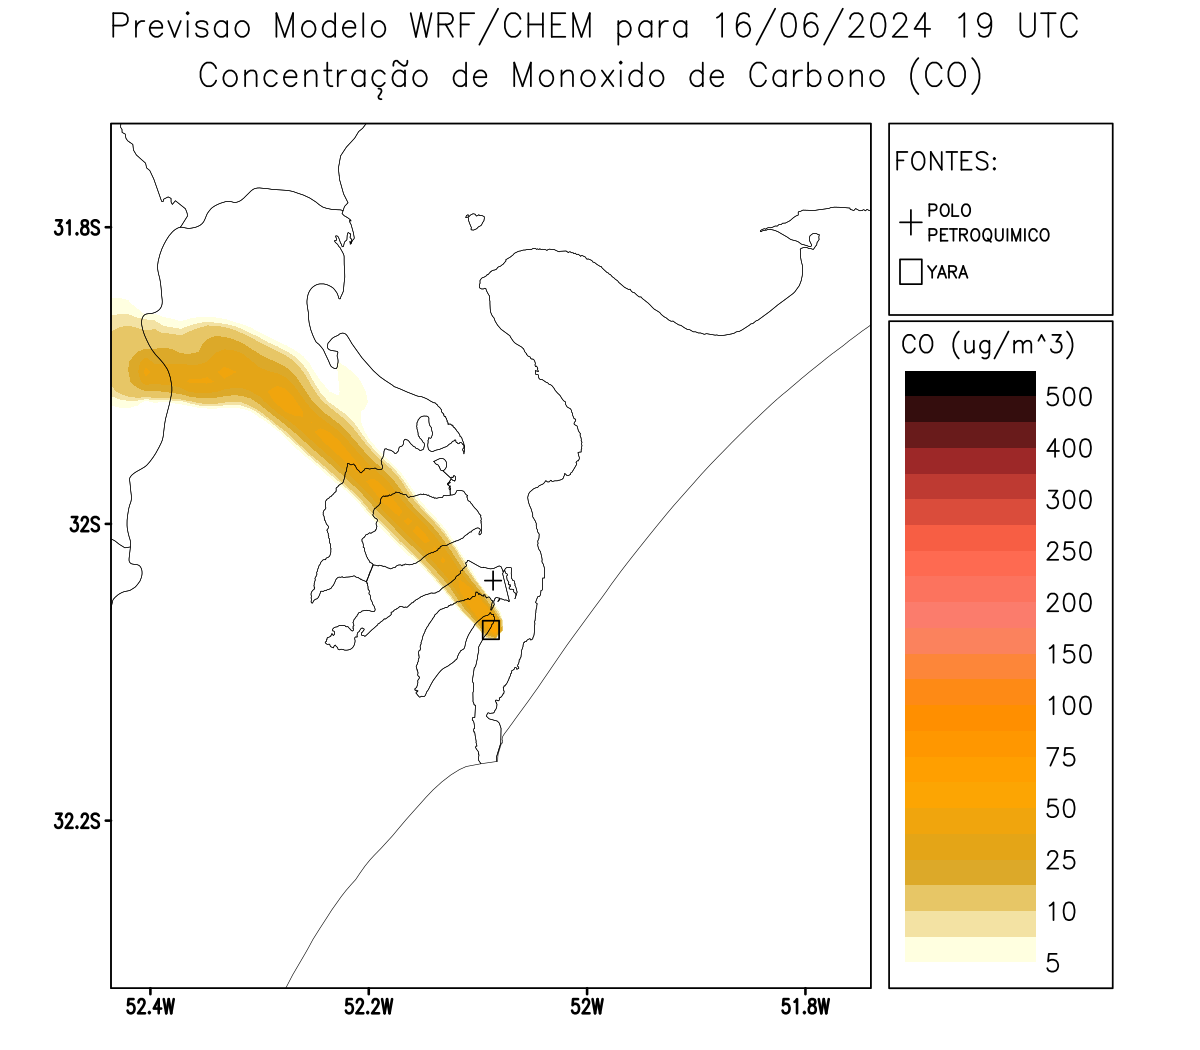 Previsao Modelo WRF/CHEM para 16/06/2024 19 UTC
Concentração de Monoxido de Carbono (CO)
FONTES:
POLO
PETROQUIMICO
YARA
31.8S
32S
32.2S
52.4W
52.2W
52W
51.8W
CO (ug/m^3)
500
400
300
250
200
150
100
75
50
25
10
5